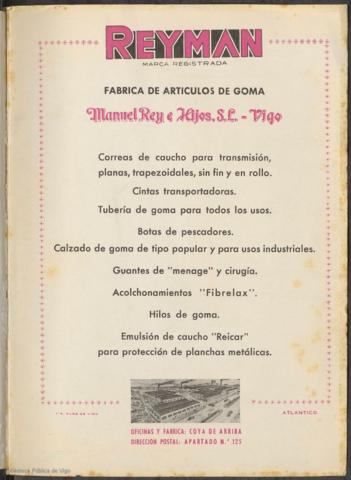 REYMAN
MARCA REGISTRADA
FABRICA DE ARTICULOS DE GOMA
Manuel Rey e Hijos, S.L. - Vigo
Correas de caucho para transmisión,
planas, trapezoidales, sin fin y en rollo.
Cintas transportadoras.
Tubería de goma para todos los usos.
Botas de pescadores.
Calzado de goma de tipo popular y para usos industriales.
Guantes de "menage" y cirugía.
Acolchonamientos "Fibrelax".
Hilos de goma.
Emulsión de caucho "Reicar"
para protección de planchas metálicas.
ATLANTICO
OFICINAS Y FABRICA: COYA DE ARRIBA
DIRECCION POSTAL: APARTADO N.º 125
Biblioteca Pública de Vigo